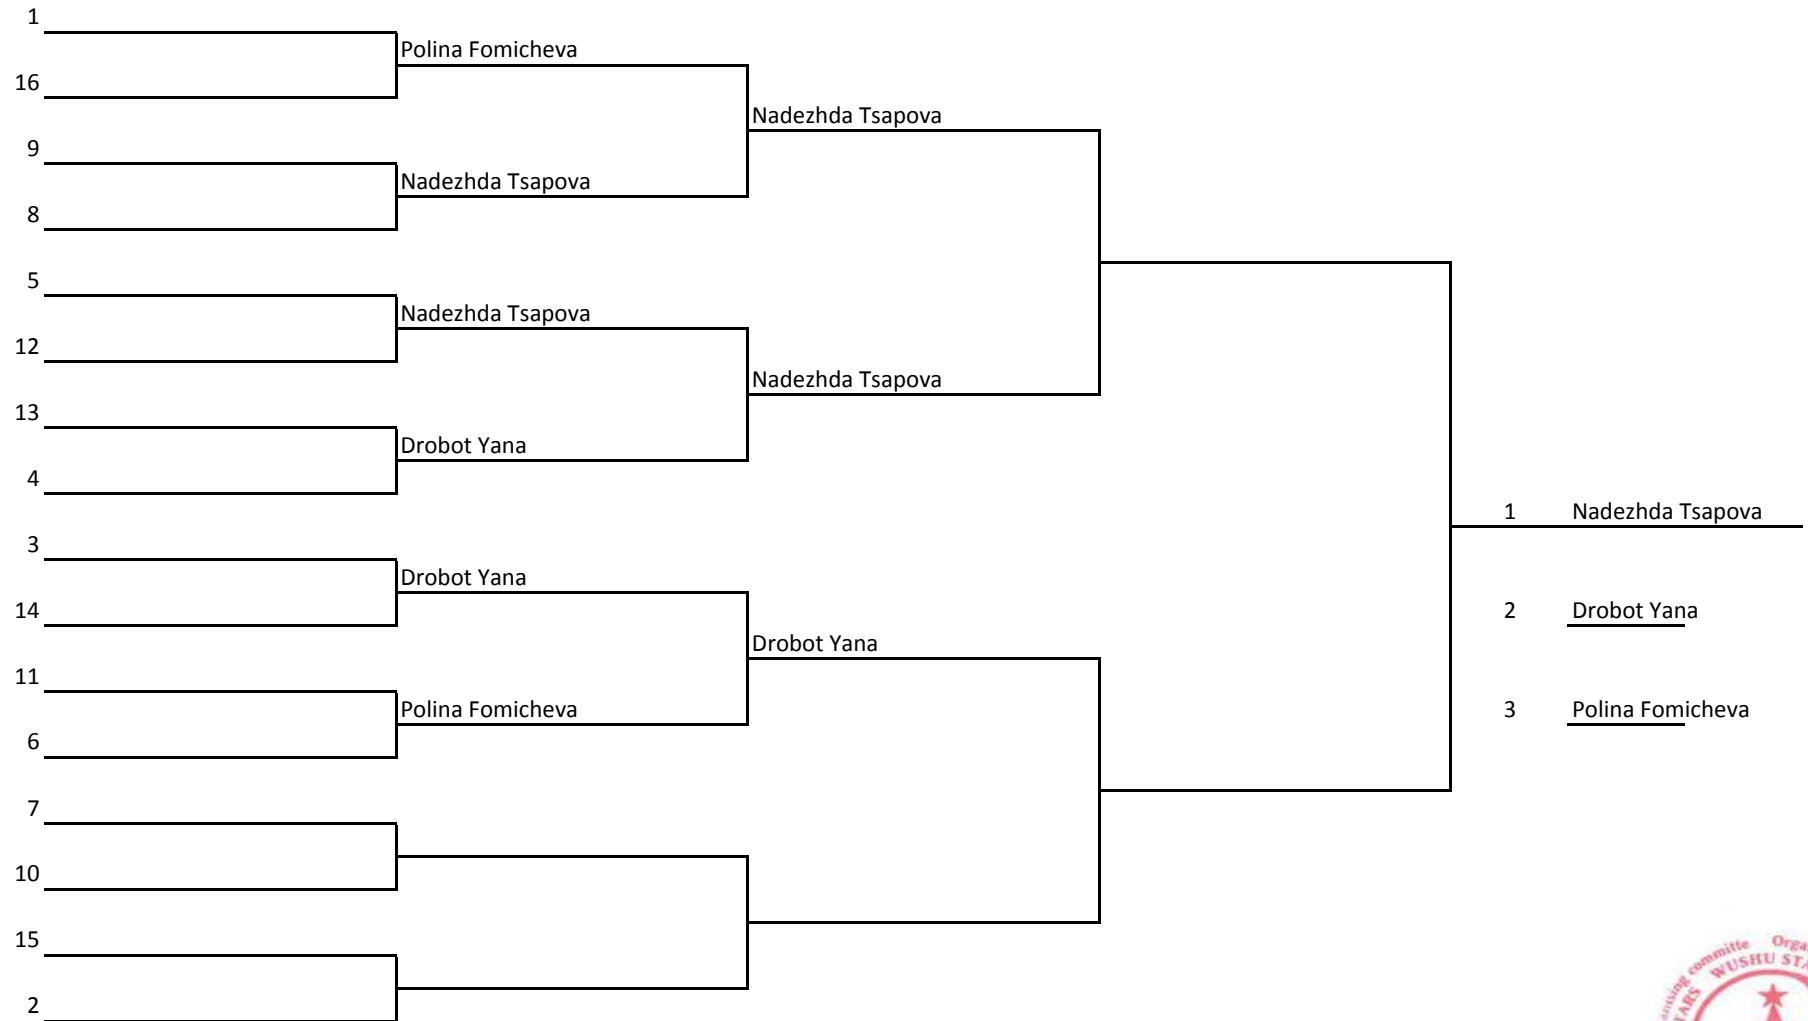 1
Polina Fomicheva
16
Nadezhda Tsapova
9
Nadezhda Tsapova
8
5
Nadezhda Tsapova
12
Nadezhda Tsapova
13
Drobot Yana
4
1 Nadezhda Tsapova
3
Drobot Yana
14
2 Drobot Yana
Drobot Yana
11
Polina Fomicheva
3 Polina Fomicheva
6
7
10
15
2
committe
WUSHU